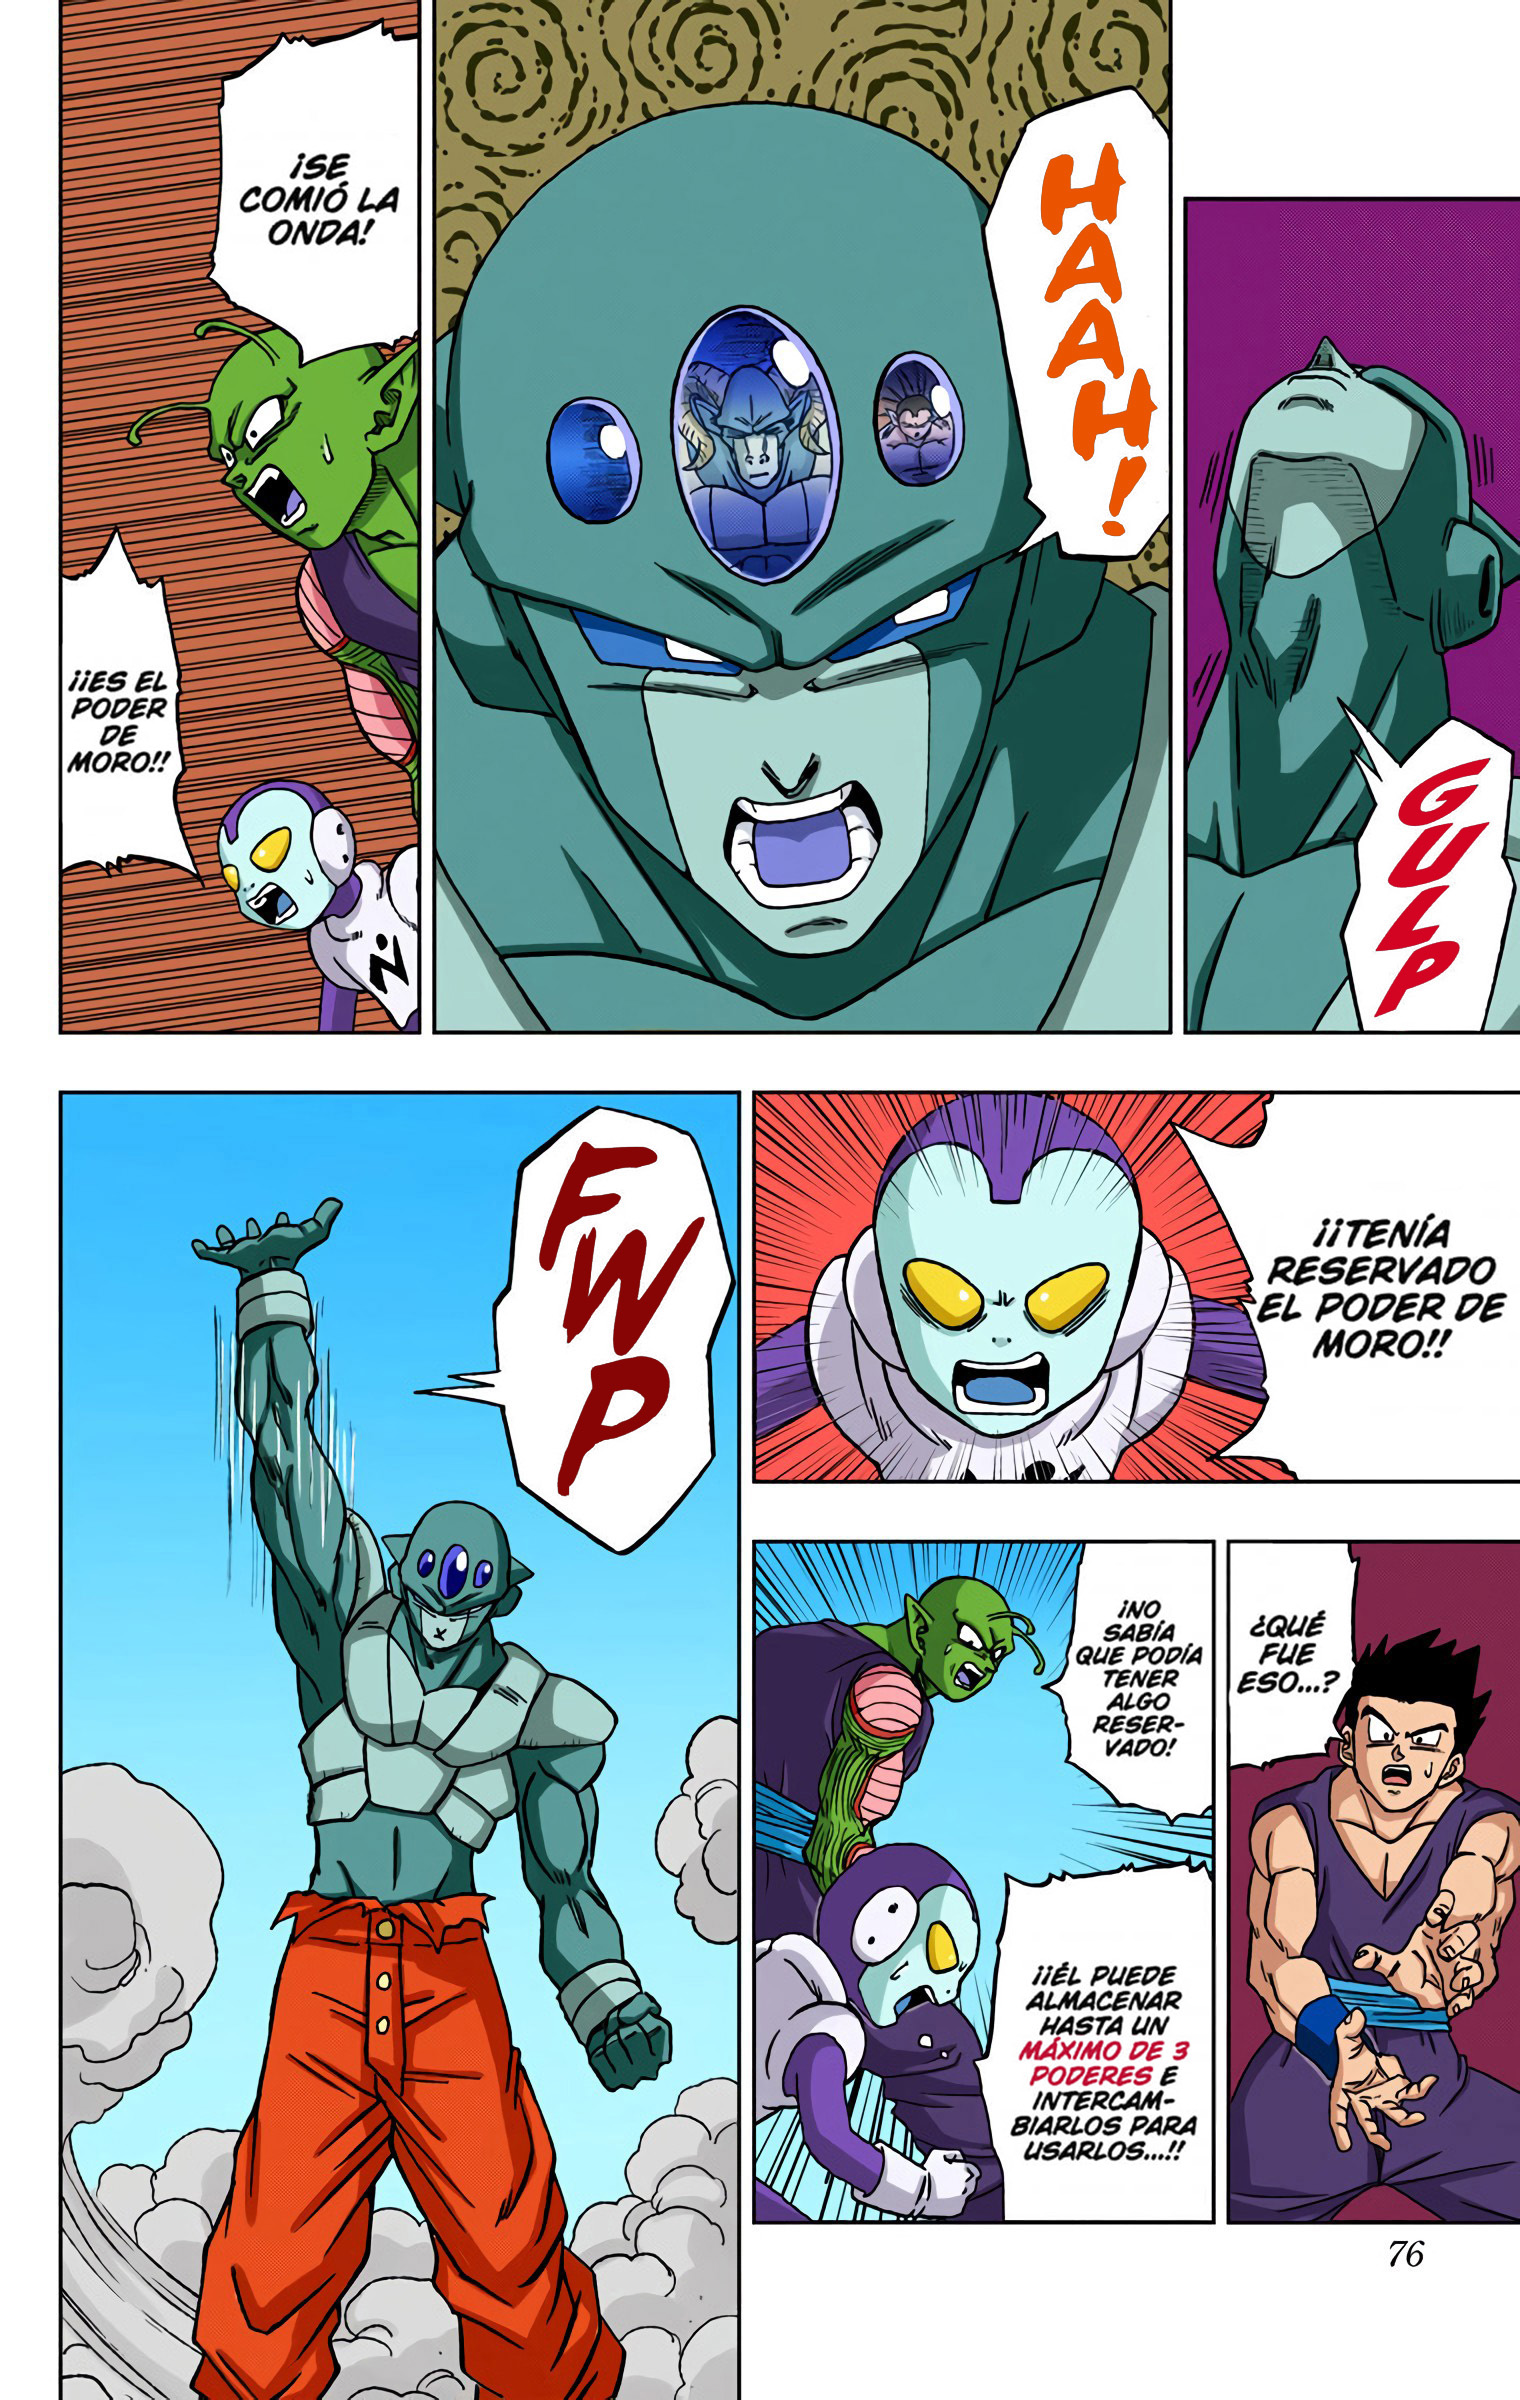 GULP
HAAH!
¡SE
COMIÓ LA
ONDA!
¡¡ES EL
PODER
DE
MORO!!
¡¡TENÍA
RESERVADO
EL PODER DE
MORO!!
FWP
¿QUÉ
FUE
ESO...?
¡NO
SABÍA
QUE PODÍA
TENER
ALGO
RESER-
VADO!
¡¡ÉL PUEDE
ALMACENAR
HASTA UN
MÁXIMO DE 3
PODERES E
INTERCAM-
BIARLOS PARA
USARLOS...!!
76